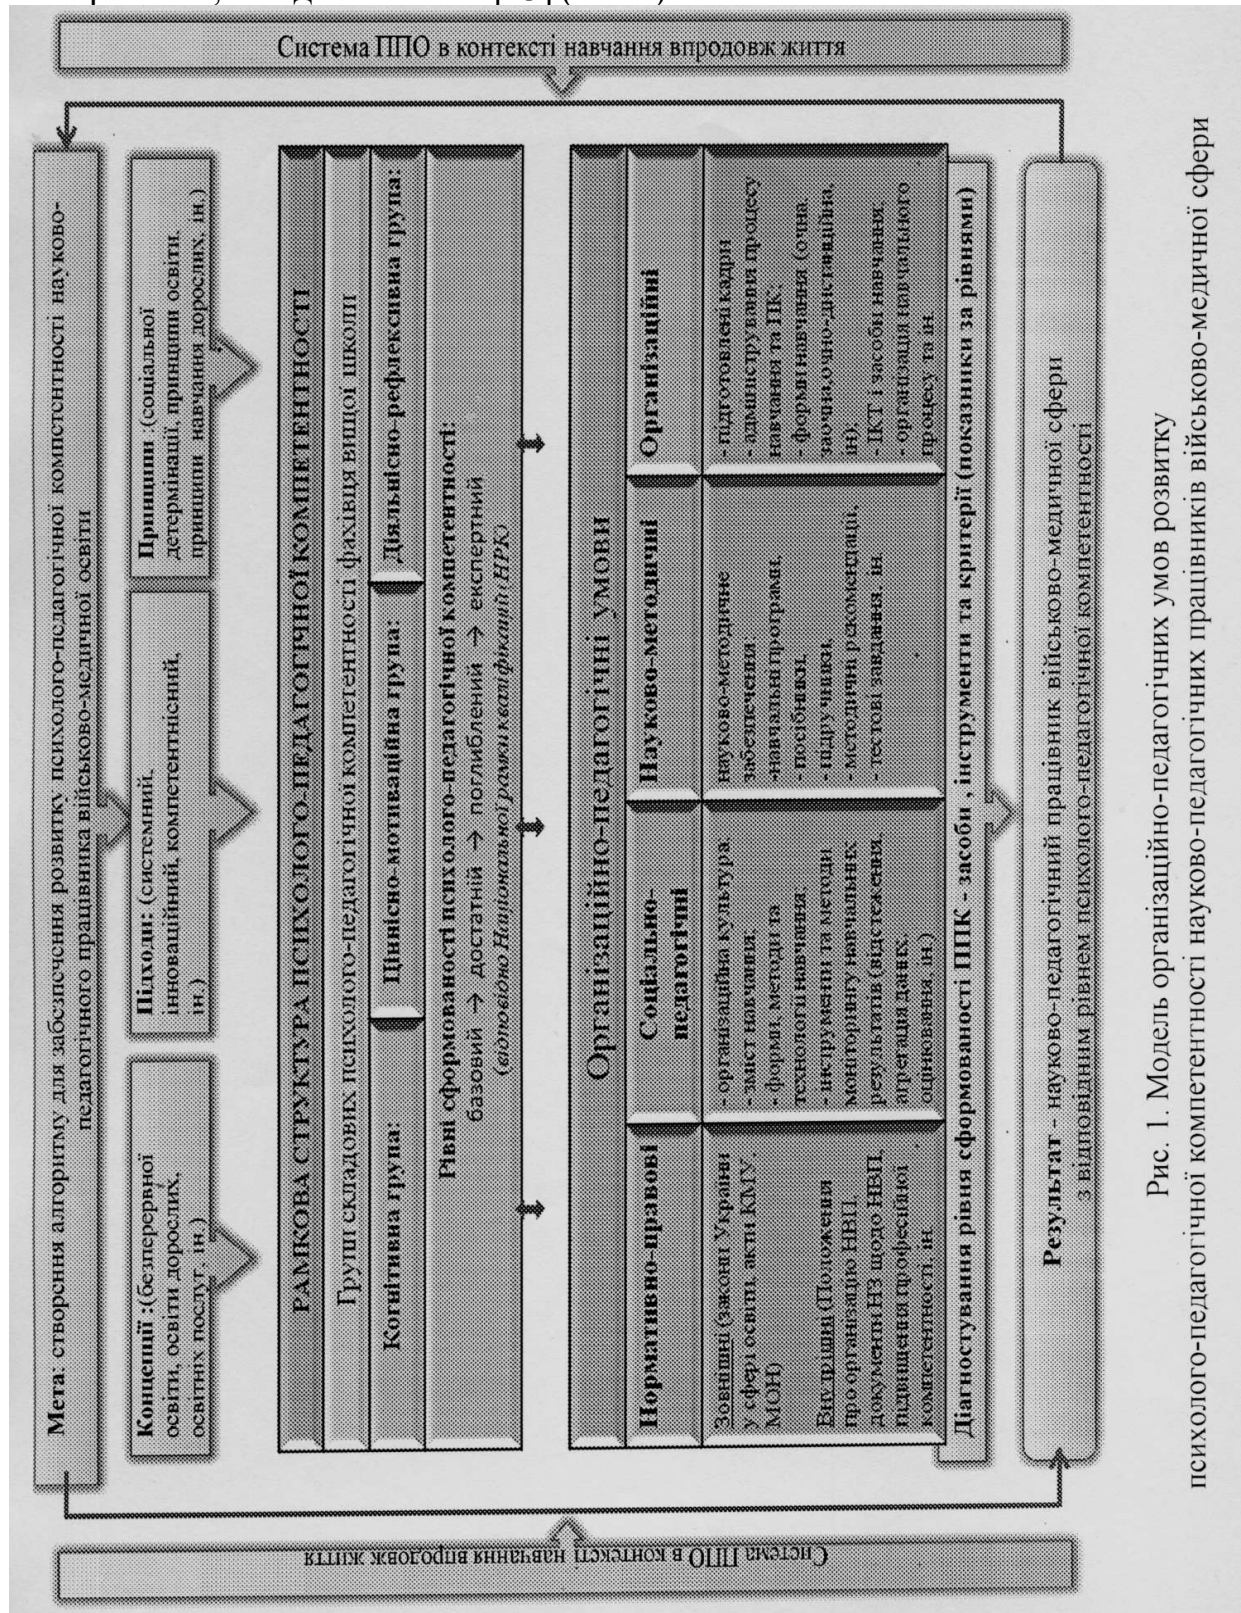 Система ППО в контексті навчання впродовж життя
Мета: створення алгоритму для забезпечення розвитку психолого-педагогічної компетентності науково-
педагогічного працівника військово-медичної освіти
Концепції :(безперервної
освіти, освіти дорослих,
освітніх послуг, ін.)
Підходи: (системний,
інноваційний, компетентнісний,
ін.)
Принципи :(соціальної
детермінації, принципи освіти,
принципи навчання дорослих, ін.)
РАМКОВА СТРУКТУРА ПСИХОЛОГО-ПЕДАГОГІЧНОЇ КОМПЕТЕНТНОСТІ
Групи складових психолого-педагогічної компетентності фахівця вищої школи
Когнітивна група:
Ціннісно-мотиваційна група:
Діяльнісно-рефлексивна група:
Рівні сформованості психолого-педагогічної компетентності:
базовий → достатній → поглиблений → експертний
(відповідно Національної рамки кваліфікацій НРК)
Організаційно-педагогічні умови
Нормативно-правові
Зовнішні (закони України
у сфері освіти, акти КМУ,
МОН)
Внутрішні (Положення
про організацію НВП,
документи НЗ щодо НВП,
підвищення професійної
компетентності, ін.
Соціально-
педагогічні
- організаційна культура;
- зміст навчання;
- форми, методи та
технології навчання;
- інструменти та методи
моніторингу навчальних
результатів (відстеження,
агрегація даних,
оцінювання, ін.)
Науково-методичні
науково-методичне
забезпечення:
-навчальні програми,
- посібники,
- підручники,
методичні рекомендації,
- тестові завдання, ін.
Організаційні
- підготовлені кадри
- адміністрування процесу
навчання та ПК;
- форми навчання (очна,
заочна,очно-дистанційна,
ін),
- ІКТ і засоби навчання,
- організація навчального
процесу та ін
Діагностування рівня сформованості ППК - засоби , інструменти та критерії (показники за рівнями)
Результат - науково-педагогічний працівник військово-медичної сфери
з відповідним рівнем психолого-педагогічної компетентності
Система ППО в контексті навчання впродовж життя
Рис. 1. Модель організаційно-педагогічних умов розвитку
психолого-педагогічної компетентності науково-педагогічних працівників військово-медичної сфери